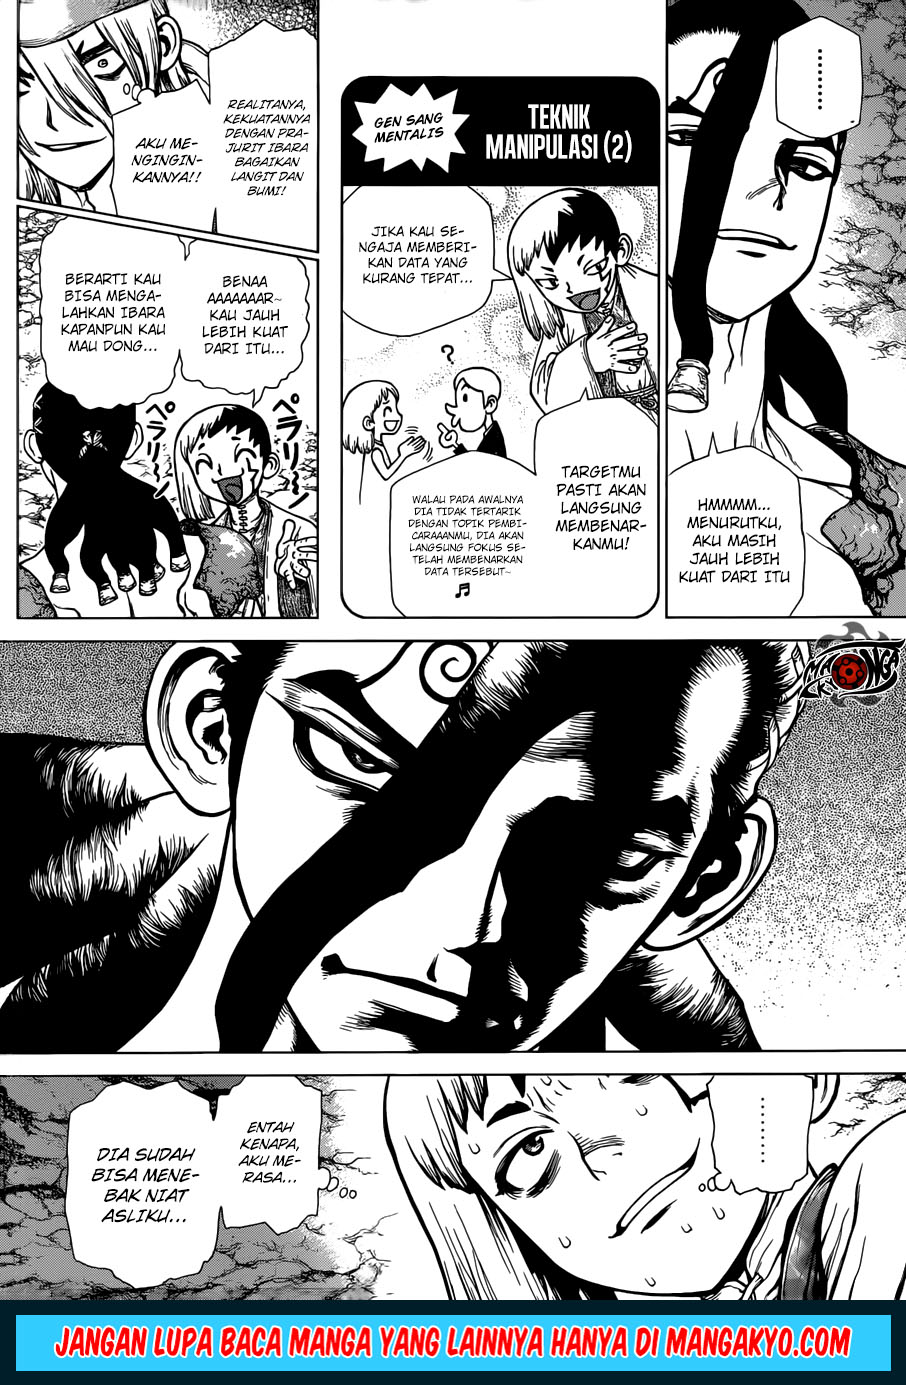 .........
HMMMM...
MENURUTKU,
AKU MASIH
JAUH LEBIH
KUAT DARI ITU
GEN SANG
MENTALIS
TEKNIK
MANIPULASI (2)
JIKA KAU SE-
NGAJA MEMBERI-
KAN DATA YANG
KURANG TEPAT...
?
TARGETMU
PASTI AKAN
LANGSUNG
MEMBENAR-
KANMU!
WALAU PADA AWALNYA
DIA TIDAK TERTARIK
DENGAN TOPIK PEMBI-
CARAAANMU, DIA AKAN
LANGSUNG FOKUS SE-
TELAH MEMBENARKAN
DATA TERSEBUT~
♫
REALITANYA,
KEKUATANNYA
DENGAN PRA-
JURIT IBARA
BAGAIKAN
LANGIT DAN
BUMI!
AKU ME-
NGINGIN-
KANNYA!!
BENAA
AAAAAAAR~
KAU JAUH
LEBIH KUAT
DARI ITU...
BERARTI KAU
BISA MENGA-
LAHKAN IBARA
KAPANPUN KAU
MAU DONG...
ペラリ〜
ペラリ〜
MANGA
KYO
.........
ENTAH
KENAPA,
AKU ME-
RASA...
DIA SUDAH
BISA MENE-
BAK NIAT
ASLIKU...
JANGAN LUPA BACA MANGA YANG LAINNYA HANYA DI MANGAKYO.COM